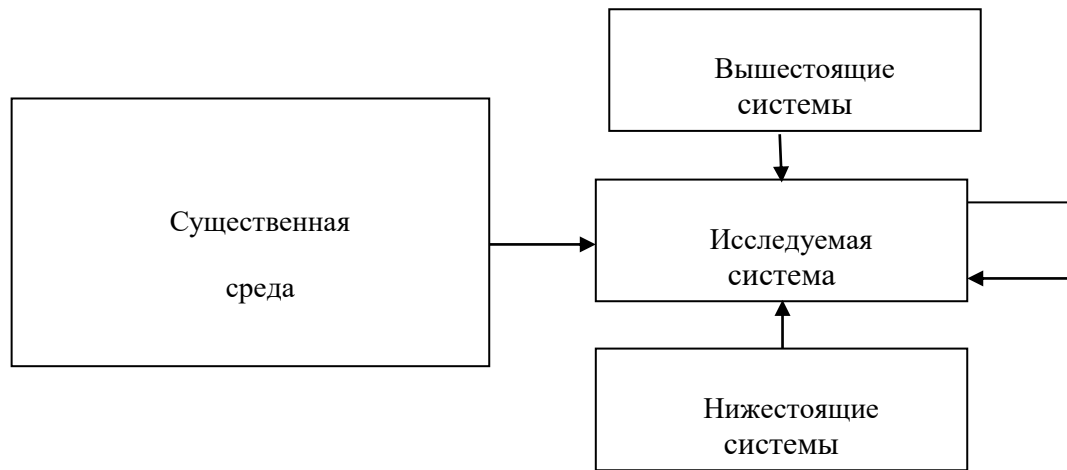 Вышестоящие
системы
Существенная
среда
Исследуемая
система
Нижестоящие
системы